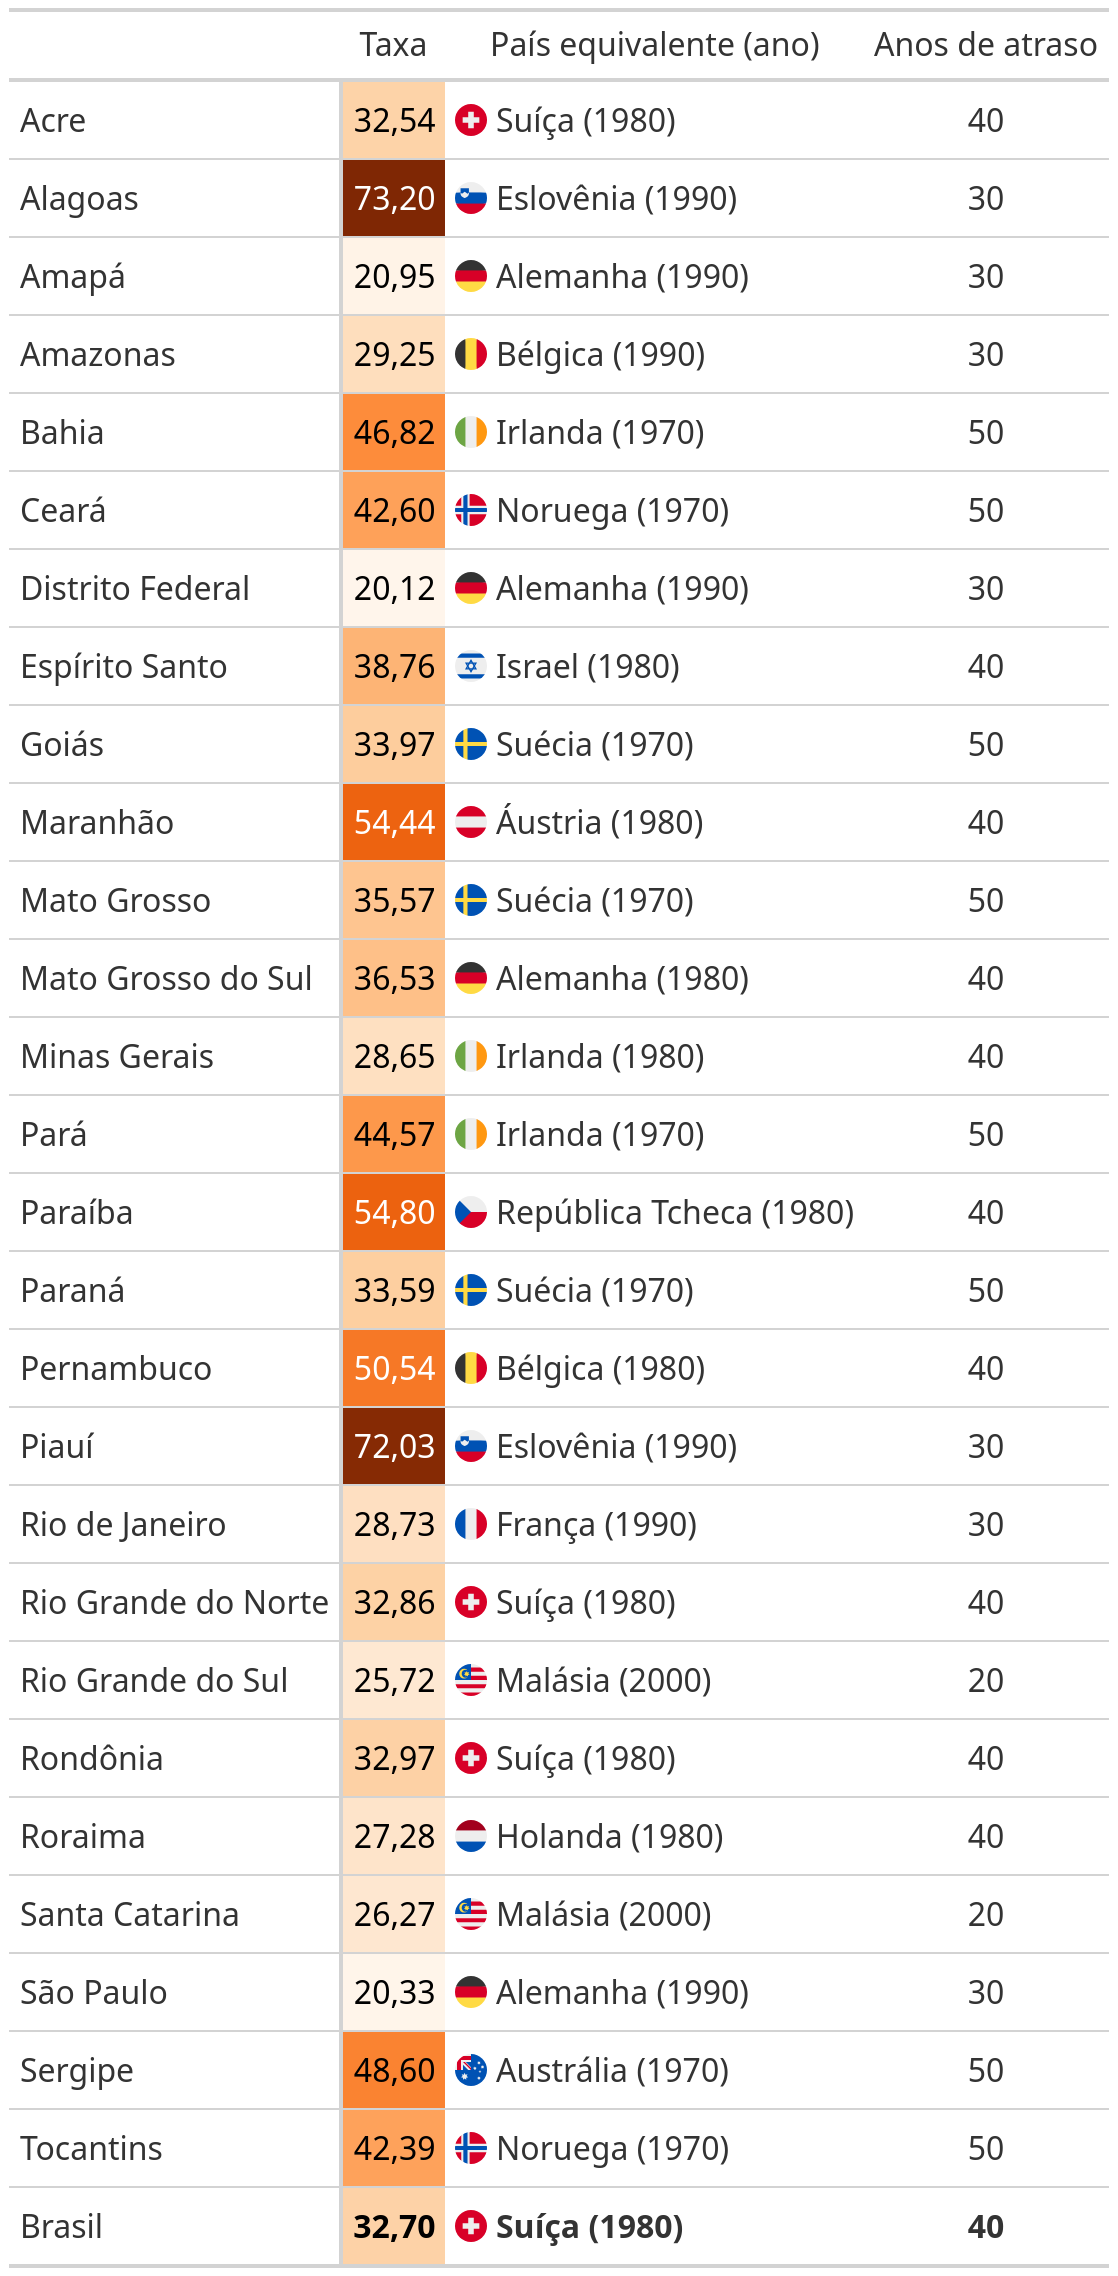 Taxa País equivalente (ano) Anos de atraso
Acre 32,54 Suíça (1980) 40
Alagoas 73,20 Eslovênia (1990) 30
Amapá 20,95 Alemanha (1990) 30
Amazonas 29,25 Bélgica (1990) 30
Bahia 46,82 Irlanda (1970) 50
Ceará 42,60 Noruega (1970) 50
Distrito Federal 20,12 Alemanha (1990) 30
Espírito Santo 38,76 Israel (1980) 40
Goiás 33,97 Suécia (1970) 50
Maranhão 54,44 Áustria (1980) 40
Mato Grosso 35,57 Suécia (1970) 50
Mato Grosso do Sul 36,53 Alemanha (1980) 40
Minas Gerais 28,65 Irlanda (1980) 40
Pará 44,57 Irlanda (1970) 50
Paraíba 54,80 República Tcheca (1980) 40
Paraná 33,59 Suécia (1970) 50
Pernambuco 50,54 Bélgica (1980) 40
Piauí 72,03 Eslovênia (1990) 30
Rio de Janeiro 28,73 França (1990) 30
Rio Grande do Norte 32,86 Suíça (1980) 40
Rio Grande do Sul 25,72 Malásia (2000) 20
Rondônia 32,97 Suíça (1980) 40
Roraima 27,28 Holanda (1980) 40
Santa Catarina 26,27 Malásia (2000) 20
São Paulo 20,33 Alemanha (1990) 30
Sergipe 48,60 Austrália (1970) 50
Tocantins 42,39 Noruega (1970) 50
Brasil 32,70 Suíça (1980) 40